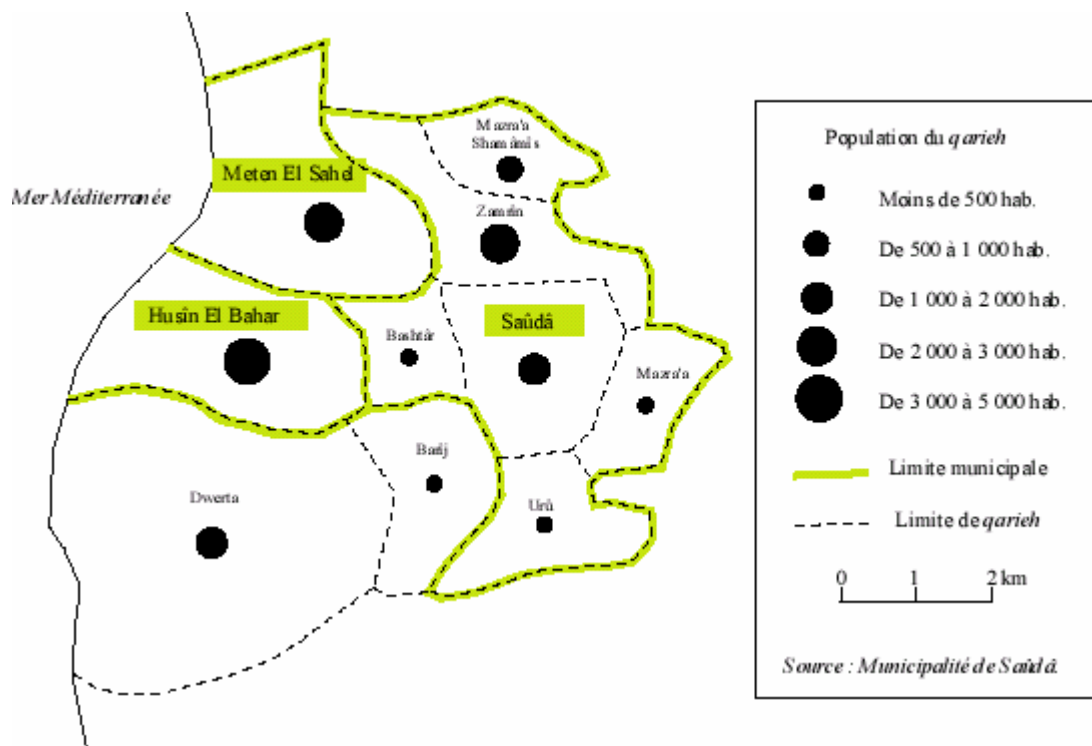 Mazra'a
Shamâmis
Meten El Sahel
Mer Méditerranée
Zamrin
Husîn El Bahar
Saûdâ
Bashtâr
Mazra'a
Barîj
Dwerta
Urû
Population du qarieh
Moins de 500 hab.
De 500 à 1 000 hab.
De 1 000 à 2 000 hab.
De 2 000 à 3 000 hab.
De 3 000 à 5 000 hab.
Limite municipale
Limite de qarieh
0 1 2 km
Source : Municipalité de Saûdâ.